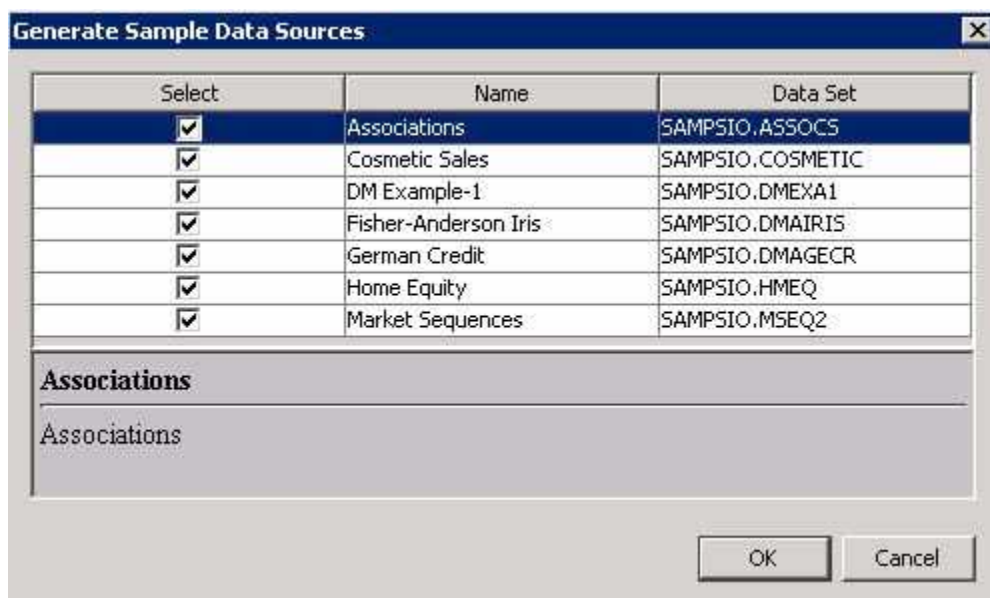 Generate Sample Data Sources
Select Name Data Set
Associations SAMPSIO.ASSOCS
Cosmetic Sales SAMPSIO.COSMETIC
DM Example-1 SAMPSIO.DMEXA1
Fisher-Anderson Iris SAMPSIO.DMAIRIS
German Credit SAMPSIO.DMAGECR
Home Equity SAMPSIO.HMEQ
Market Sequences SAMPSIO.MSEQ2
Associations
Associations
OK Cancel